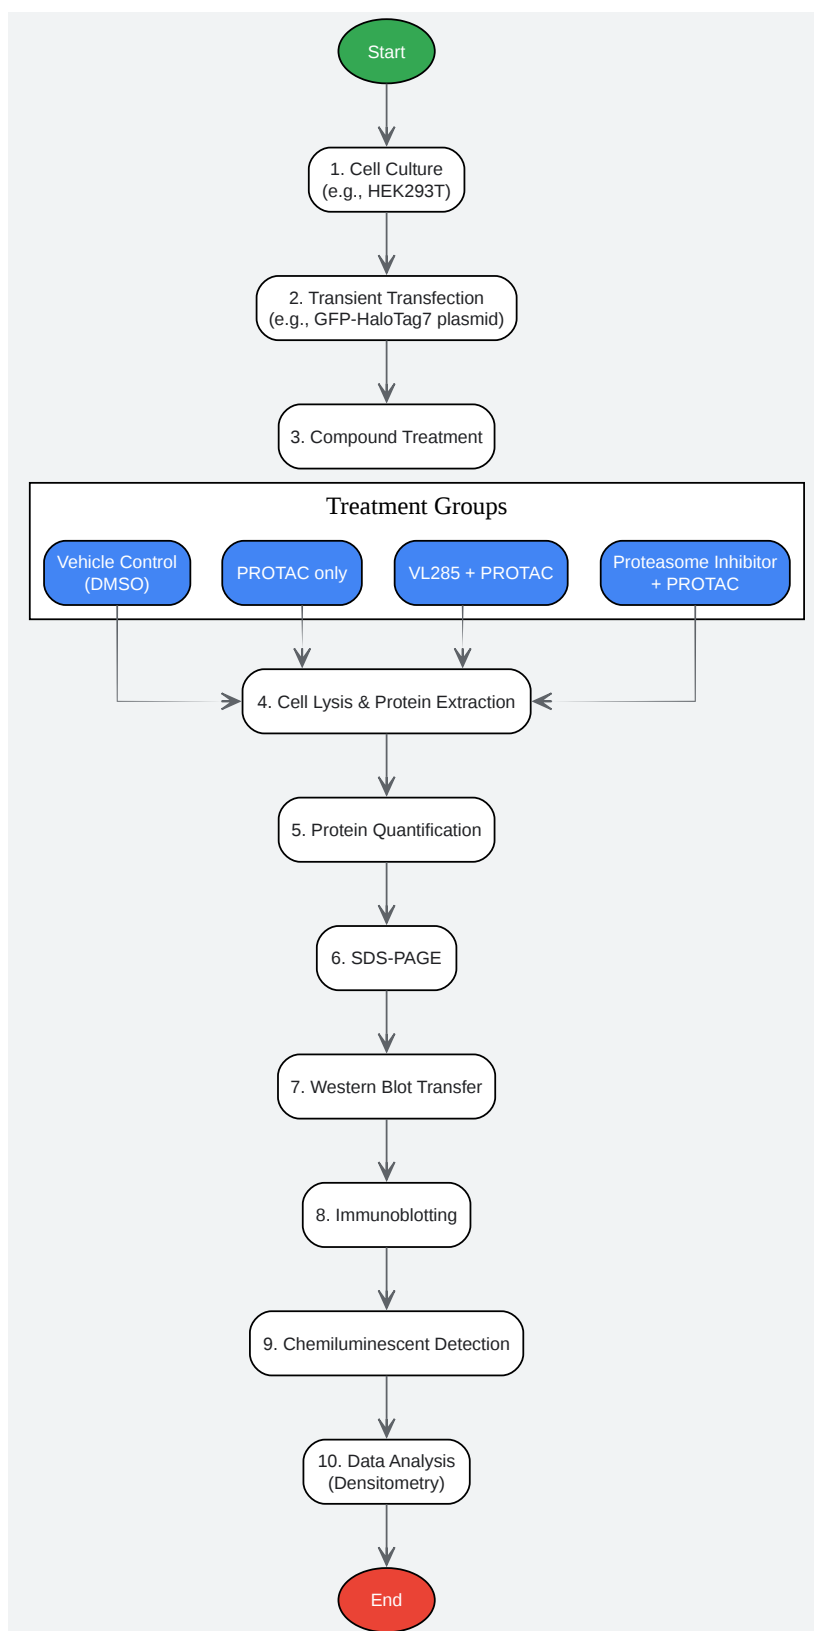 Start
1. Cell Culture
(e.g., HEK293T)
2. Transient Transfection
(e.g., GFP-HaloTag7 plasmid)
3. Compound Treatment
Treatment Groups
Vehicle Control
(DMSO)
PROTAC only
VL285 + PROTAC
Proteasome Inhibitor
+ PROTAC
4. Cell Lysis & Protein Extraction
5. Protein Quantification
6. SDS-PAGE
7. Western Blot Transfer
8. Immunoblotting
9. Chemiluminescent Detection
10. Data Analysis
(Densitometry)
End